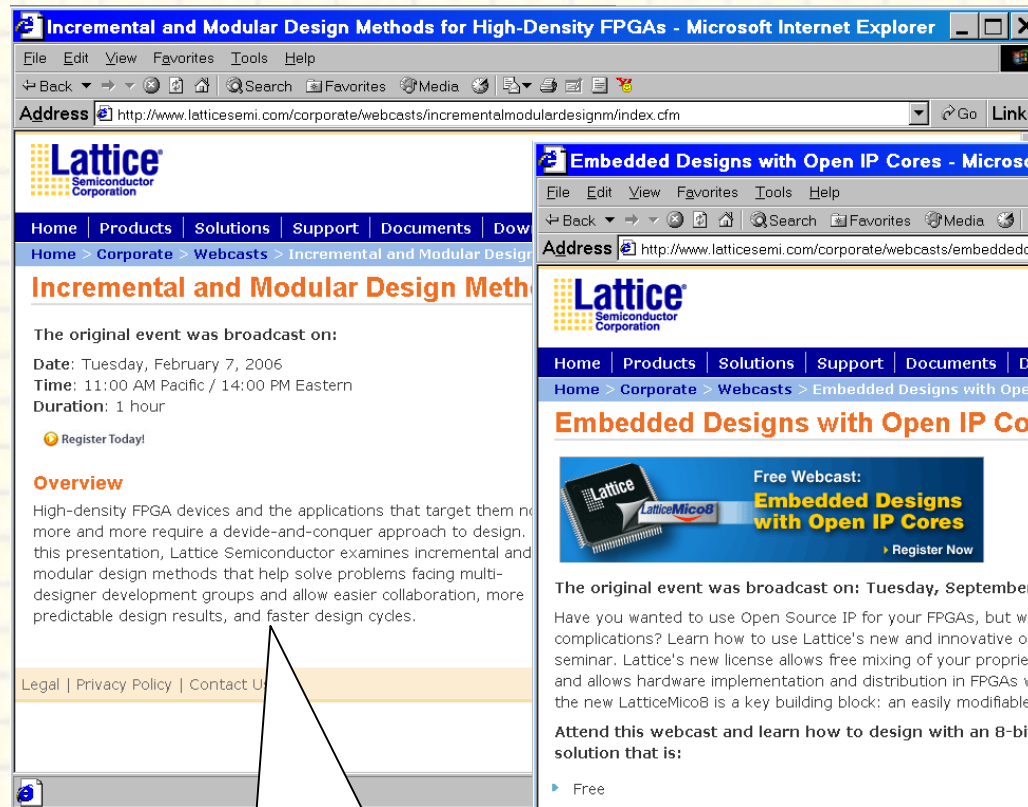 Incremental and Modular Design Methods for High-Density FPGAs - Microsoft Internet Explorer
File Edit View Favorites Tools Help
Back Search Favorites Media
Address http://www.latticesemi.com/corporate/webcasts/incrementalmodulardesignm/index.cfm Go Link
Lattice
Semiconductor
Corporation
Home Products Solutions Support Documents Dow
Home > Corporate > Webcasts > Incremental and Modular Design
Incremental and Modular Design Meth
The original event was broadcast on:
Date: Tuesday, February 7, 2006
Time: 11:00 AM Pacific / 14:00 PM Eastern
Duration: 1 hour
Register Today!
Overview
High-density FPGA devices and the applications that target them no
more and more require a devide-and-conquer approach to design.
this presentation, Lattice Semiconductor examines incremental and
modular design methods that help solve problems facing multi-
designer development groups and allow easier collaboration, more
predictable design results, and faster design cycles.
Legal | Privacy Policy | Contact U
Embedded Designs with Open IP Cores - Micros
File Edit View Favorites Tools Help
Back Search Favorites Media
Address http://www.latticesemi.com/corporate/webcasts/embedded
Lattice
Semiconductor
Corporation
Home Products Solutions Support Documents D
Home > Corporate > Webcasts > Embedded Designs with Ope
Embedded Designs with Open IP Co
Lattice
LatticeMico8
Free Webcast:
Embedded Designs
with Open IP Cores
Register Now
The original event was broadcast on: Tuesday, September
Have you wanted to use Open Source IP for your FPGAs, but w
complications? Learn how to use Lattice's new and innovative o
seminar. Lattice's new license allows free mixing of your proprie
and allows hardware implementation and distribution in FPGAs
the new LatticeMico8 is a key building block: an easily modifiable
Attend this webcast and learn how to design with an 8-bi
solution that is:
Free